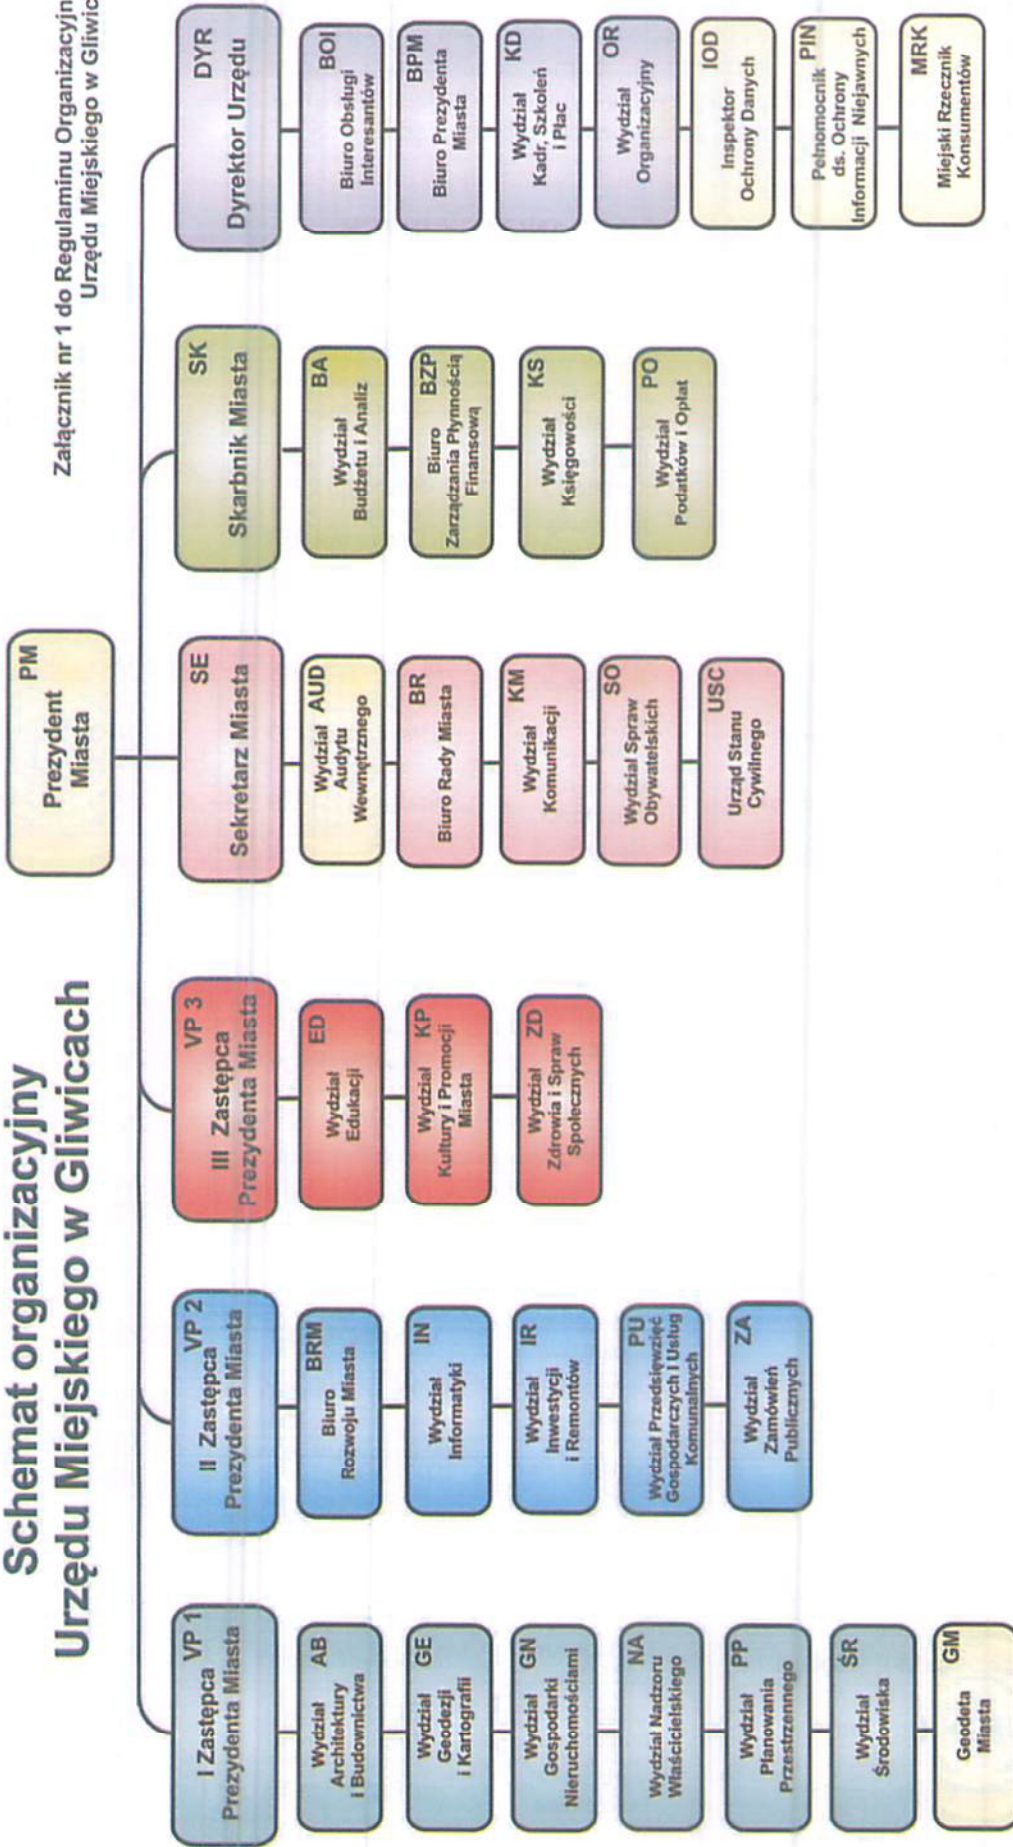 Schemat organizacyjny
Urzędu Miejskiego w Gliwicach
Załącznik nr 1 do Regulaminu
Urzędu Miejskiego w
PM
Prezydent
Miasta
VP 1
I Zastępca
Prezydenta Miasta
AB
Wydział
Architektury
i Budownictwa
GE
Wydział
Geodezji
i Kartografii
GN
Wydział
Gospodarki
Nieruchomościami
NA
Wydział Nadzoru
Właścicielskiego
PP
Wydział
Planowania
Przestrzennego
ŚR
Wydział
Środowiska
GM
Geodeta
Miasta
VP 2
II Zastępca
Prezydenta Miasta
BRM
Biuro
Rozwoju Miasta
IN
Wydział
Informatyki
IR
Wydział
Inwestycji
i Remontów
PU
Wydział Przedsięwzięć
Gospodarczych i Usług
Komunalnych
ZA
Wydział
Zamówień
Publicznych
VP 3
III Zastępca
Prezydenta Miasta
ED
Wydział
Edukacji
KP
Wydział
Kultury i Promocji
Miasta
ZD
Wydział
Zdrowia i Spraw
Społecznych
SE
Sekretarz Miasta
AUD
Wydział
Audytu
Wewnętrznego
BR
Biuro Rady Miasta
KM
Wydział
Komunikacji
SO
Wydział Spraw
Obywatelskich
USC
Urząd Stanu
Cywilnego
SK
Skarbnik Miasta
BA
Wydział
Budżetu i Analiz
BZP
Biuro
Zarządzania Płynnością
Finansową
KS
Wydział
Księgowości
PO
Wydział
Podatków i Opłat
DYR
Dyrektor Urzędu
BOI
Biuro Obsługi
Interesantów
BPM
Biuro Prezydenta
Miasta
KD
Wydział
Kadr, Szkoleń
i Płac
OR
Wydział
Organizacyjny
IOD
Inspektor
Ochrony Danych
PIN
Pełnomocnik
ds. Ochrony
Informacji Niejawnych
MRK
Miejski Rzecznik
Konsumentów